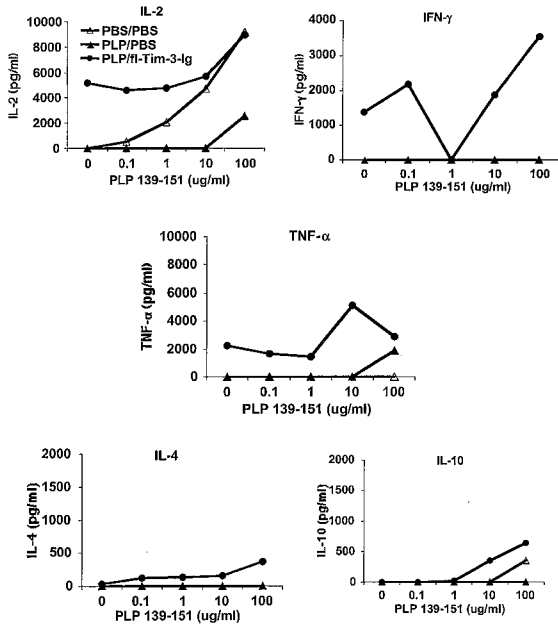 IL-2
PBS/PBS
PLP/PBS
PLP/fl-Tim-3-Ig
10000
8000
6000
4000
2000
0
IL-2 (pg/ml)
0 0.1 1 10 100
PLP 139-151 (ug/ml)
IFN-γ
4000
3000
2000
1000
0
IFN-γ (pg/ml)
0 0.1 1 10 100
PLP 139-151 (ug/ml)
TNF-α
10000
8000
6000
4000
2000
0
TNF-α (pg/ml)
0 0.1 1 10 100
PLP 139-151 (ug/ml)
IL-4
2000
1500
1000
500
0
IL-4 (pg/ml)
0 0.1 1 10 100
PLP 139-151 (ug/ml)
IL-10
2000
1500
1000
500
0
IL-10 (pg/ml)
0 0.1 1 10 100
PLP 139-151 (ug/ml)